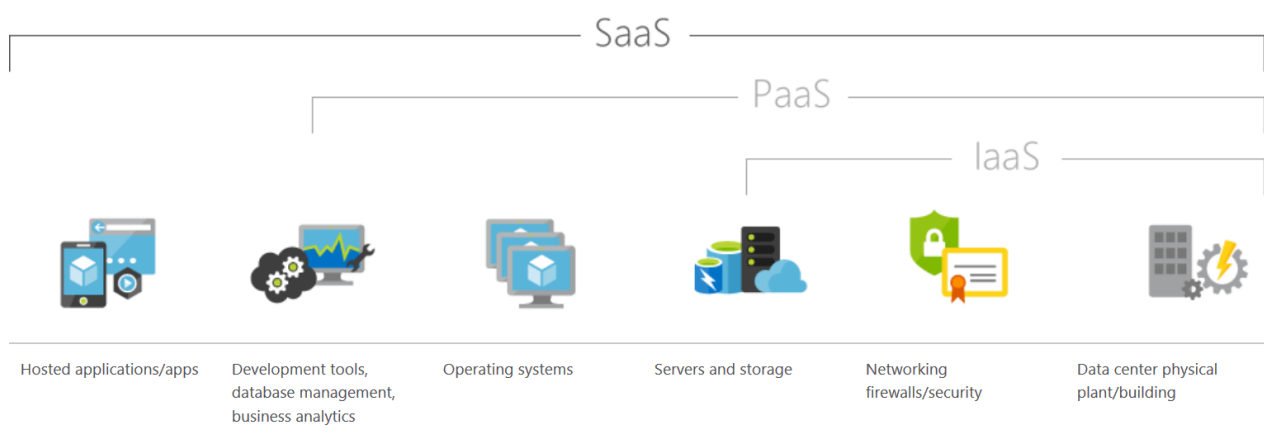 SaaS
PaaS
IaaS
Hosted applications/apps
Development tools,
database management,
business analytics
Operating systems
Servers and storage
Networking
firewalls/security
Data center physical
plant/building